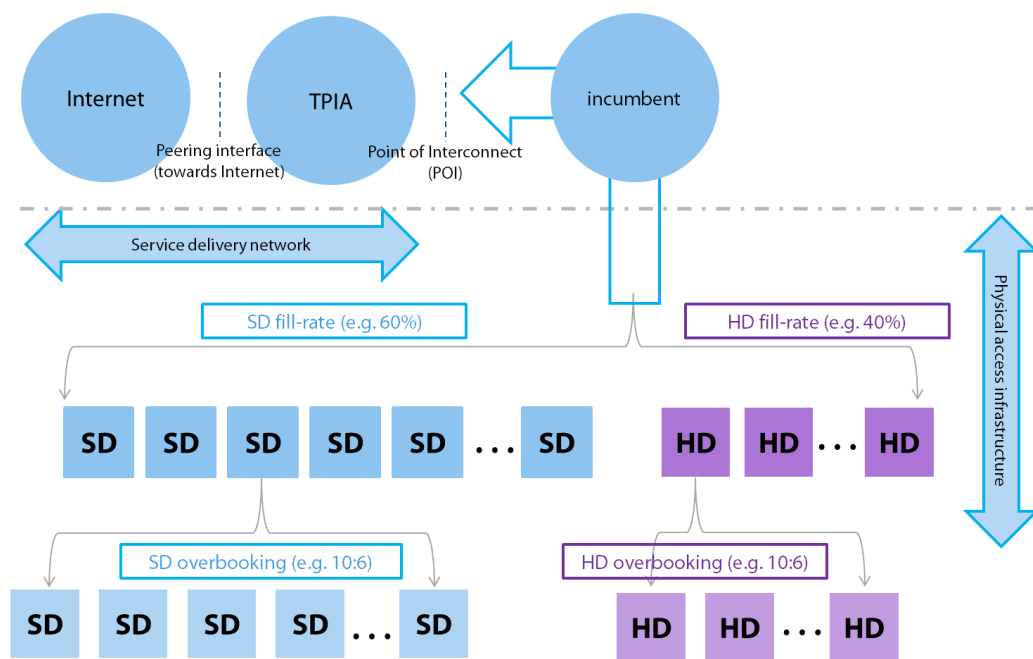 Internet
TPIA
incumbent
Peering interface
(towards Internet)
Point of Interconnect
(POI)
Service delivery network
Physical access infrastructure
SD fill-rate (e.g. 60%)
HD fill-rate (e.g. 40%)
SD SD SD SD SD ... SD
HD HD ... HD
SD overbooking (e.g. 10:6)
HD overbooking (e.g. 10:6)
SD SD SD SD ... SD
HD HD ... HD